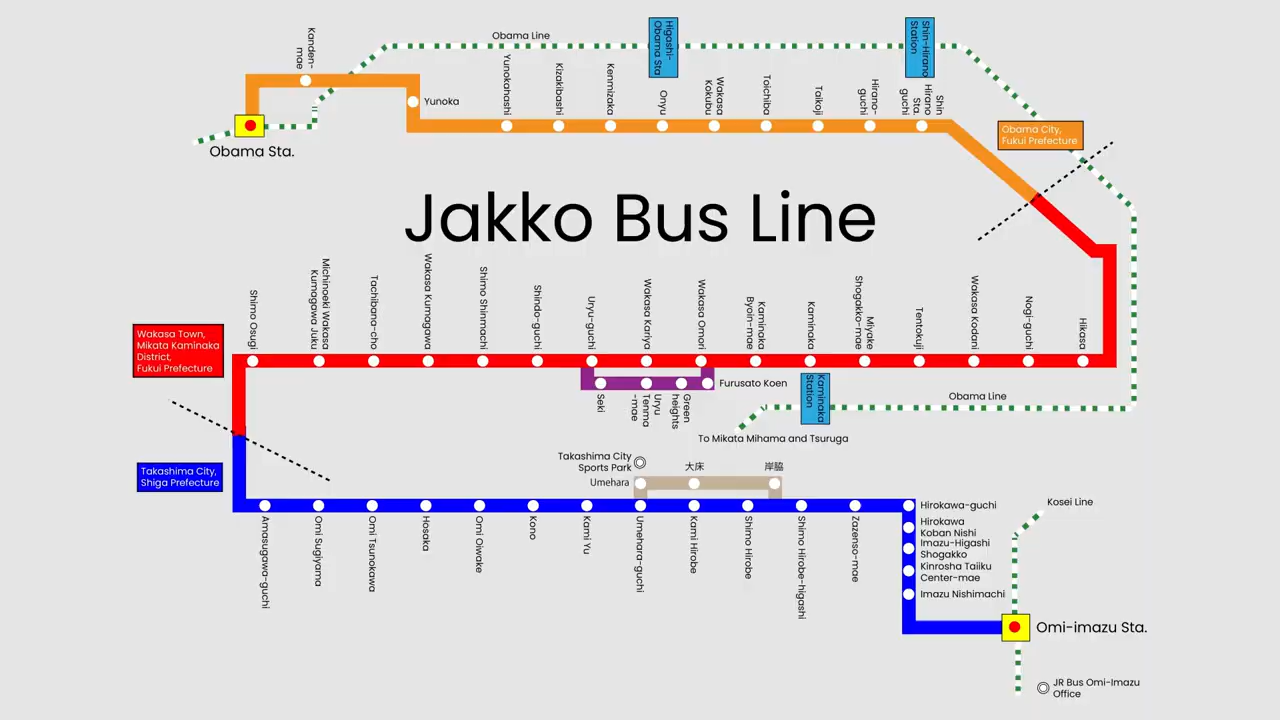 Kanden-
mae
Obama Line
Higashi-
Obama Sta
Shin-Hirano
Station
Yunoka
Yunokahashi
Kizakibashi
Kenmizaka
Onyu
Wakasa
Kokubu
Toichiba
Taikoji
Hirano-
guchi
Shin
Hirano
Sta.
guchi
Obama Sta.
Obama City,
Fukui Prefecture
Jakko Bus Line
Shimo Osugi
Michinoeki Wakasa
Kumogawa Juku
Tachibana-cho
Wakasa Kumogawa
Shimo Shinmachi
Shindo-guchi
Uryu-guchi
Wakasa Kariya
Wakasa Omori
Kaminaka
Byoin-mae
Kaminaka
Miyake
Shogakko-mae
Tentokuji
Wakasa Kodani
Nogi-guchi
Hikasa
Wakasa Town,
Mikata Kaminaka
District,
Fukui Prefecture
Seki
Uryu
Tenma
-mae
Green
heights
Furusato Koen
Kaminaka
Station
Obama Line
To Mikata Mihama and Tsuruga
Takashima City,
Shiga Prefecture
Takashima City
Sports Park
Umehara
大床
岸脇
Kosei Line
Amasugawa-guchi
Omi Sugiyama
Omi Tsunokawa
Hosaka
Omi Oiwake
Kano
Kami Yu
Umehara-guchi
Kami Hirobe
Shimo Hirobe
Shimo Hirobe-higashi
Zazenso-mae
Hirokawa-guchi
Hirokawa
Koban Nishi
Imazu-Higashi
Shogakko
Kinrosha Taiiku
Center-mae
Imazu Nishimachi
Omi-imazu Sta.
JR Bus Omi-Imazu
Office